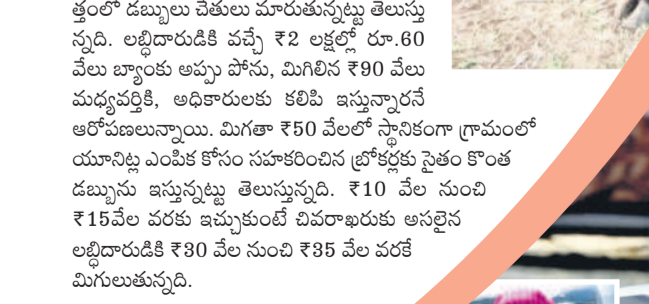 త్తంలో డబ్బులు చేతులు మారుతున్నట్టు తెలుస్తు
న్నది. లబ్ధిదారుడికి వచ్చే ₹2 లక్షల్లో రూ.60
వేలు బ్యాంకు అప్పు పోను, మిగిలిన ₹90 వేలు
మధ్యవర్తికి, అధికారులకు కలిపి ఇస్తున్నారనే
ఆరోపణలున్నాయి. మిగతా ₹50 వేలలో స్థానికంగా గ్రామంలో
యూనిట్ల ఎంపిక కోసం సహకరించిన బ్రోకర్లకు సైతం కొంత
డబ్బును ఇస్తున్నట్టు తెలుస్తున్నది. ₹10 వేల నుంచి
₹15వేల వరకు ఇచ్చుకుంటే చివరాఖరుకు అసలైన
లబ్ధిదారుడికి ₹30 వేల నుంచి ₹35 వేల వరకే
మిగులుతున్నది.